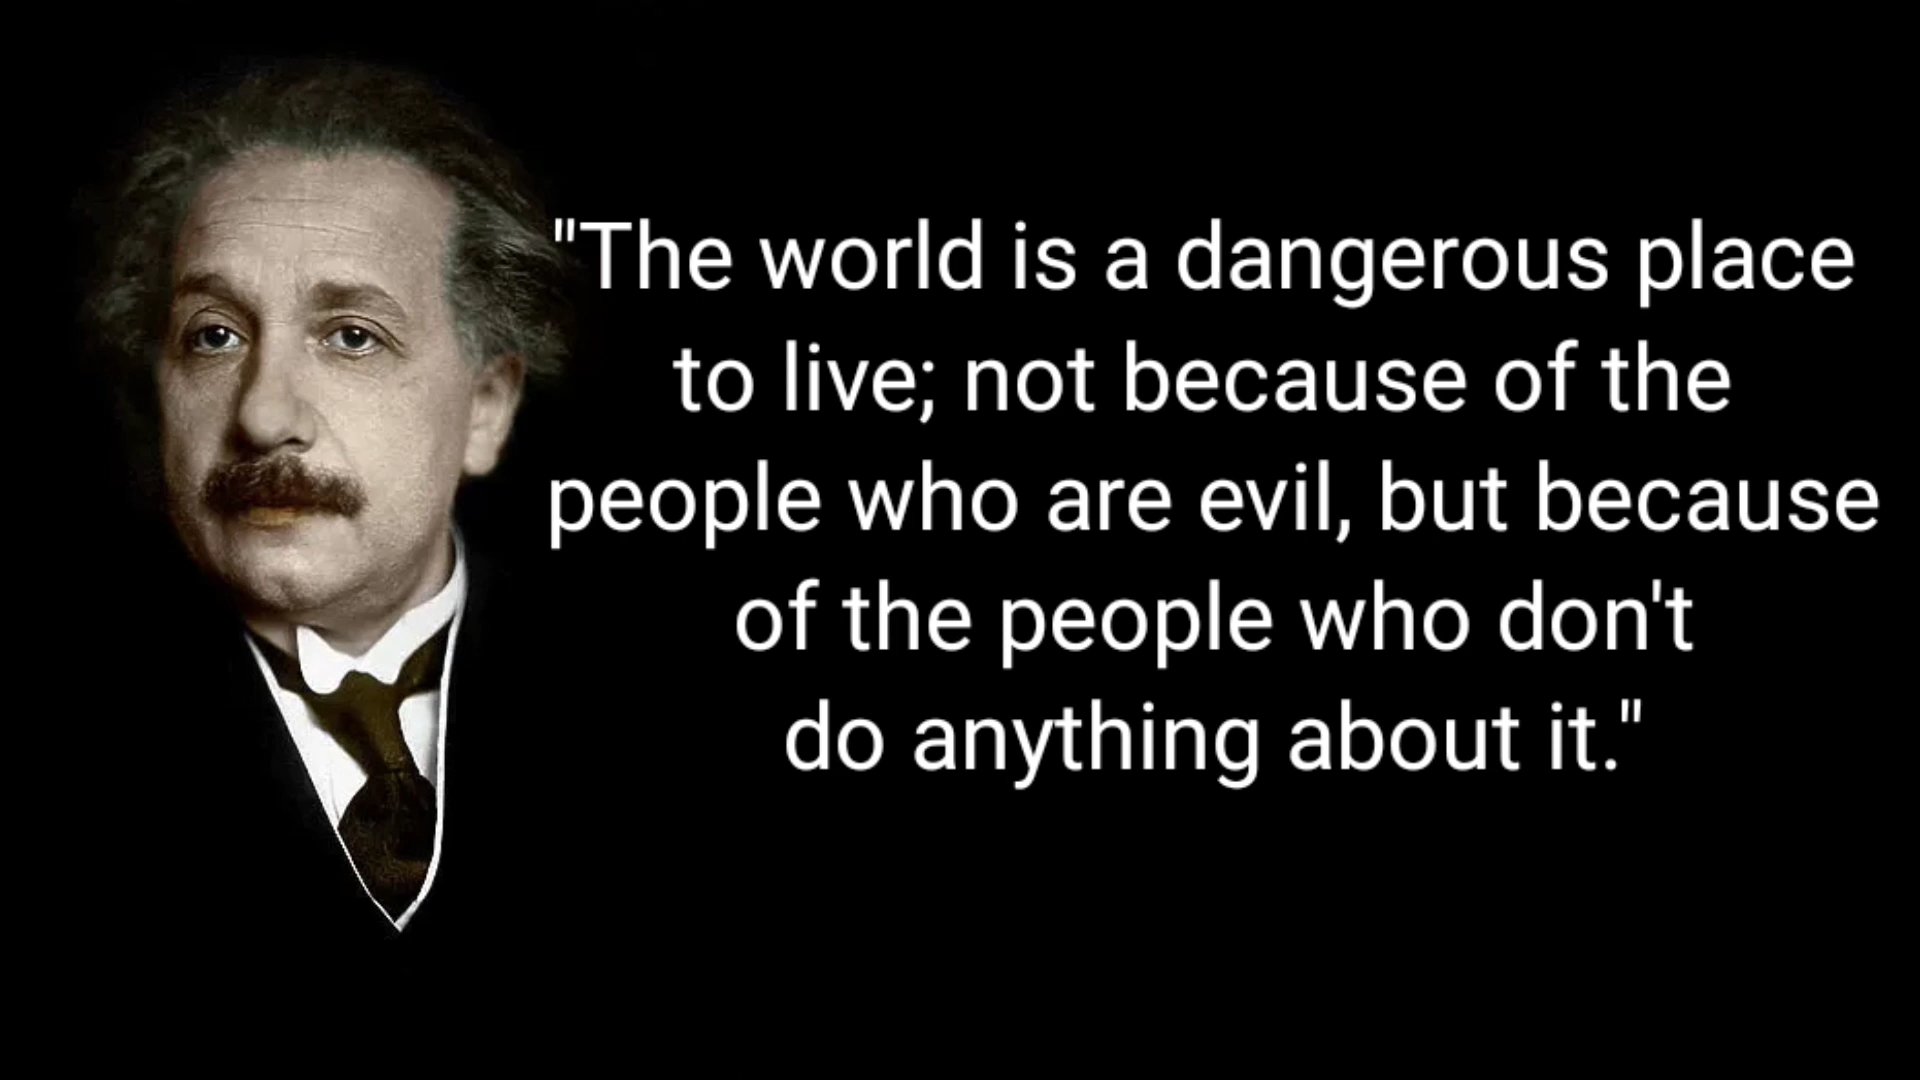 "The world is a dangerous place
to live; not because of the
people who are evil, but because
of the people who don't
do anything about it."